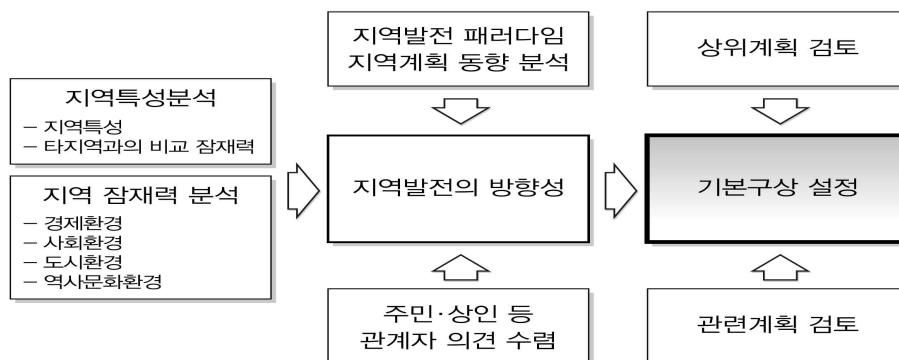 지역발전 패러다임
지역계획 동향 분석
상위계획 검토
지역특성분석
– 지역특성
– 타지역과의 비교 잠재력
지역 잠재력 분석
– 경제환경
– 사회환경
– 도시환경
– 역사문화환경
지역발전의 방향성
기본구상 설정
주민·상인 등
관계자 의견 수렴
관련계획 검토